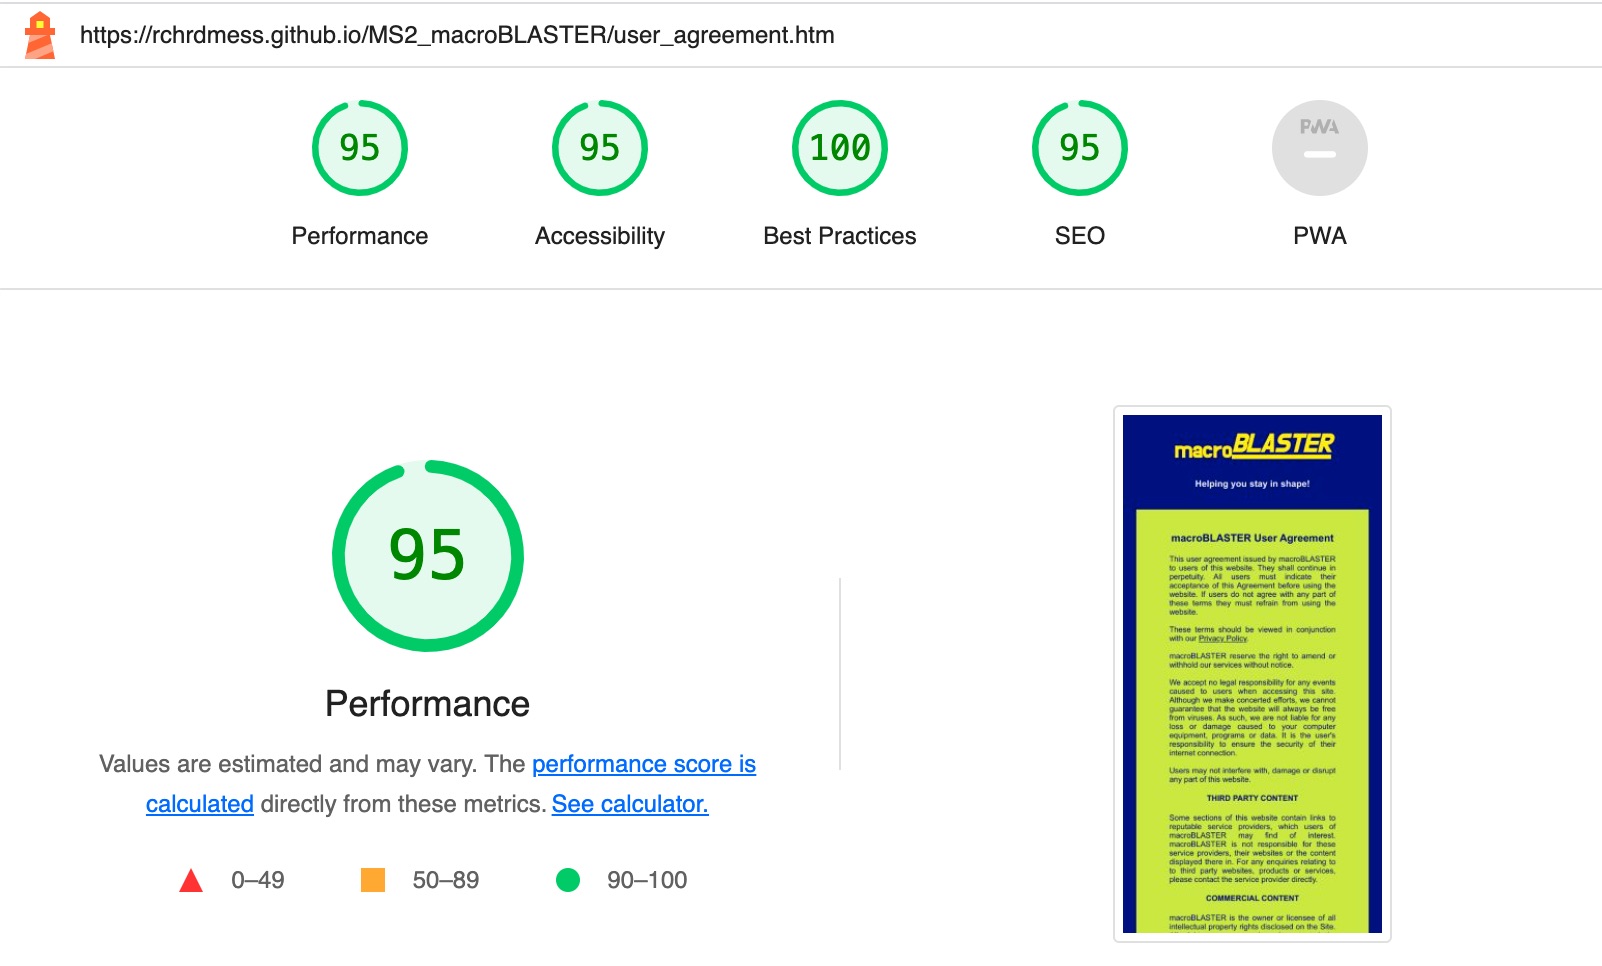 https://rchrdmess.github.io/MS2_macroBLASTER/user_agreement.htm
95
95
100
95
PWA
Performance
Accessibility
Best Practices
SEO
PWA
95
Performance
Values are estimated and may vary. The performance score is
calculated directly from these metrics. See calculator.
0–49
50–89
90–100
macroBLASTER
Helping you stay in shape!
macroBLASTER User Agreement
This user agreement issued by macroBLASTER
to users of this website. They shall continue in
perpetuity. All users must indicate their
acceptance of this Agreement before using the
website. If users do not agree with any part of
these terms they must refrain from using the
website.
These terms should be viewed in conjunction
with our Privacy Policy.
macroBLASTER reserve the right to amend or
withhold our services without notice.
We accept no legal responsibility for any events
caused to users when accessing this site.
Although we make concerted efforts, we cannot
guarantee that the website will always be free
from viruses. As such, we are not liable for any
loss or damage caused to your computer
equipment, programs or data. It is the user's
responsibility to ensure the security of their
internet connection.
Users may not interfere with, damage or disrupt
any part of this website.
THIRD PARTY CONTENT
Some sections of this website contain links to
reputable service providers, which users of
macroBLASTER may find of interest.
macroBLASTER is not responsible for these
service providers, their websites or the content
displayed there in. For any enquires relating to
to third party websites, products or services,
please contact the service provider directly.
COMMERCIAL CONTENT
macroBLASTER is the owner or licensee of all
intellectual property rights disclosed on the Site.